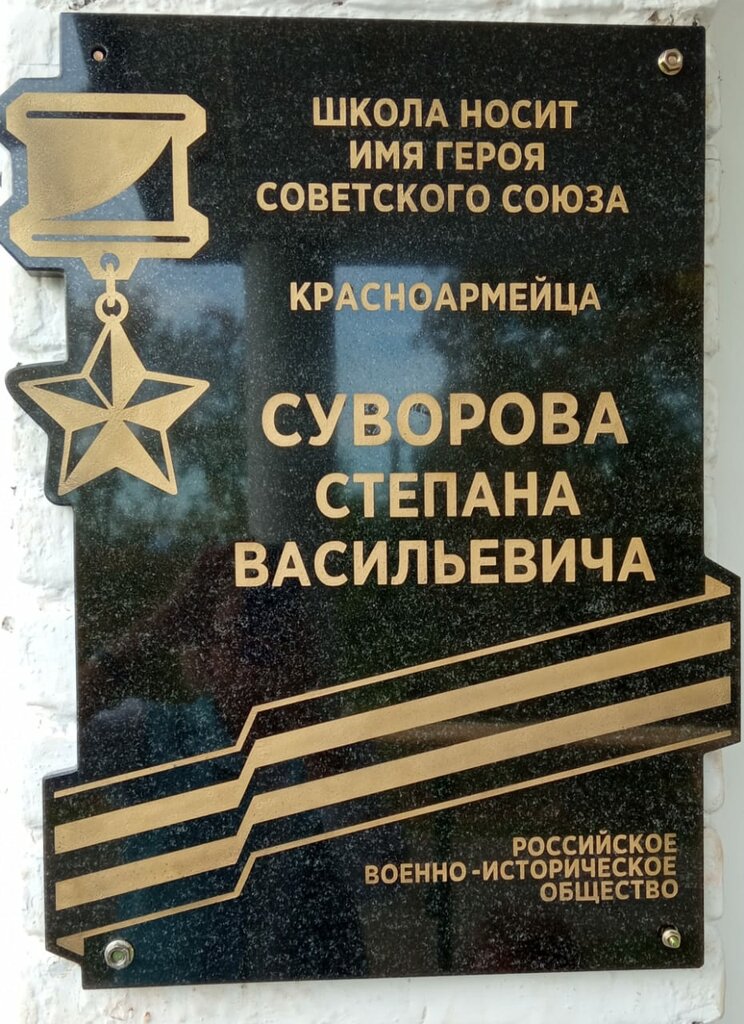 ШКОЛА НОСИТ
ИМЯ ГЕРОЯ
СОВЕТСКОГО СОЮЗА
КРАСНОАРМЕЙЦА
СУВОРОВА
СТЕПАНА
ВАСИЛЬЕВИЧА
РОССИЙСКОЕ
ВОЕННО-ИСТОРИЧЕСКОЕ
ОБЩЕСТВО